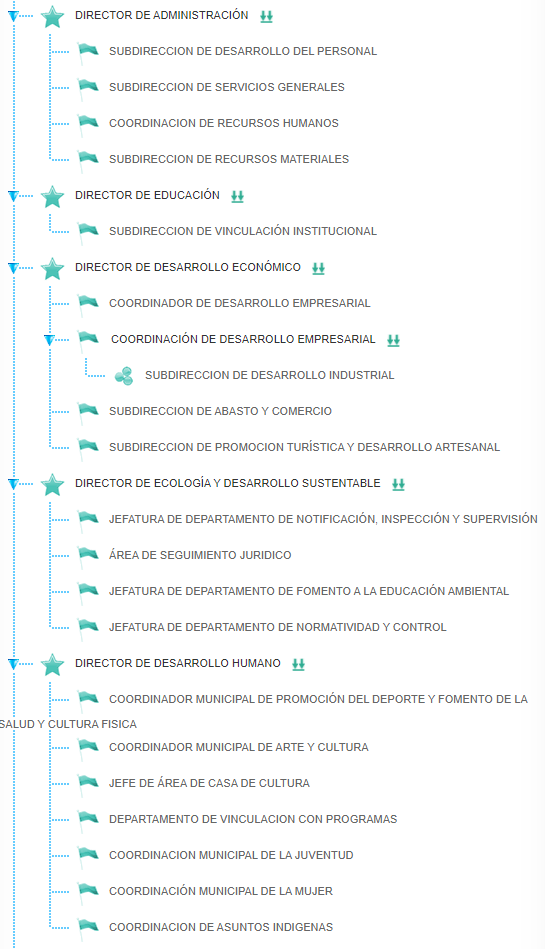 DIRECTOR DE ADMINISTRACIÓN
SUBDIRECCION DE DESARROLLO DEL PERSONAL
SUBDIRECCION DE SERVICIOS GENERALES
COORDINACION DE RECURSOS HUMANOS
SUBDIRECCION DE RECURSOS MATERIALES
DIRECTOR DE EDUCACIÓN
SUBDIRECCION DE VINCULACIÓN INSTITUCIONAL
DIRECTOR DE DESARROLLO ECONÓMICO
COORDINADOR DE DESARROLLO EMPRESARIAL
COORDINACIÓN DE DESARROLLO EMPRESARIAL
SUBDIRECCION DE DESARROLLO INDUSTRIAL
SUBDIRECCION DE ABASTO Y COMERCIO
SUBDIRECCION DE PROMOCION TURÍSTICA Y DESARROLLO ARTESANAL
DIRECTOR DE ECOLOGÍA Y DESARROLLO SUSTENTABLE
JEFATURA DE DEPARTAMENTO DE NOTIFICACIÓN, INSPECCIÓN Y SUPERVISIÓN
ÁREA DE SEGUIMIENTO JURIDICO
JEFATURA DE DEPARTAMENTO DE FOMENTO A LA EDUCACIÓN AMBIENTAL
JEFATURA DE DEPARTAMENTO DE NORMATIVIDAD Y CONTROL
DIRECTOR DE DESARROLLO HUMANO
COORDINADOR MUNICIPAL DE PROMOCIÓN DEL DEPORTE Y FOMENTO DE LA
SALUD Y CULTURA FISICA
COORDINADOR MUNICIPAL DE ARTE Y CULTURA
JEFE DE ÁREA DE CASA DE CULTURA
DEPARTAMENTO DE VINCULACION CON PROGRAMAS
COORDINACION MUNICIPAL DE LA JUVENTUD
COORDINACIÓN MUNICIPAL DE LA MUJER
COORDINACION DE ASUNTOS INDIGENAS